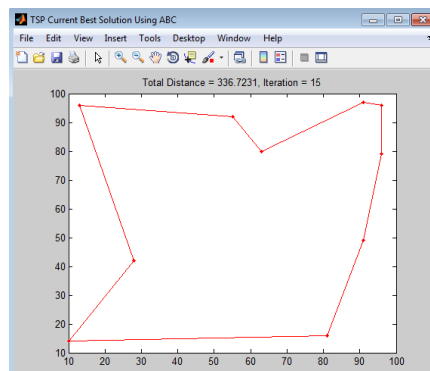 TSP Current Best Solution Using ABC
File Edit View Insert Tools Desktop Window Help
Total Distance = 336.7231, Iteration = 15
100
90
80
70
60
50
40
30
20
10
10 20 30 40 50 60 70 80 90 100